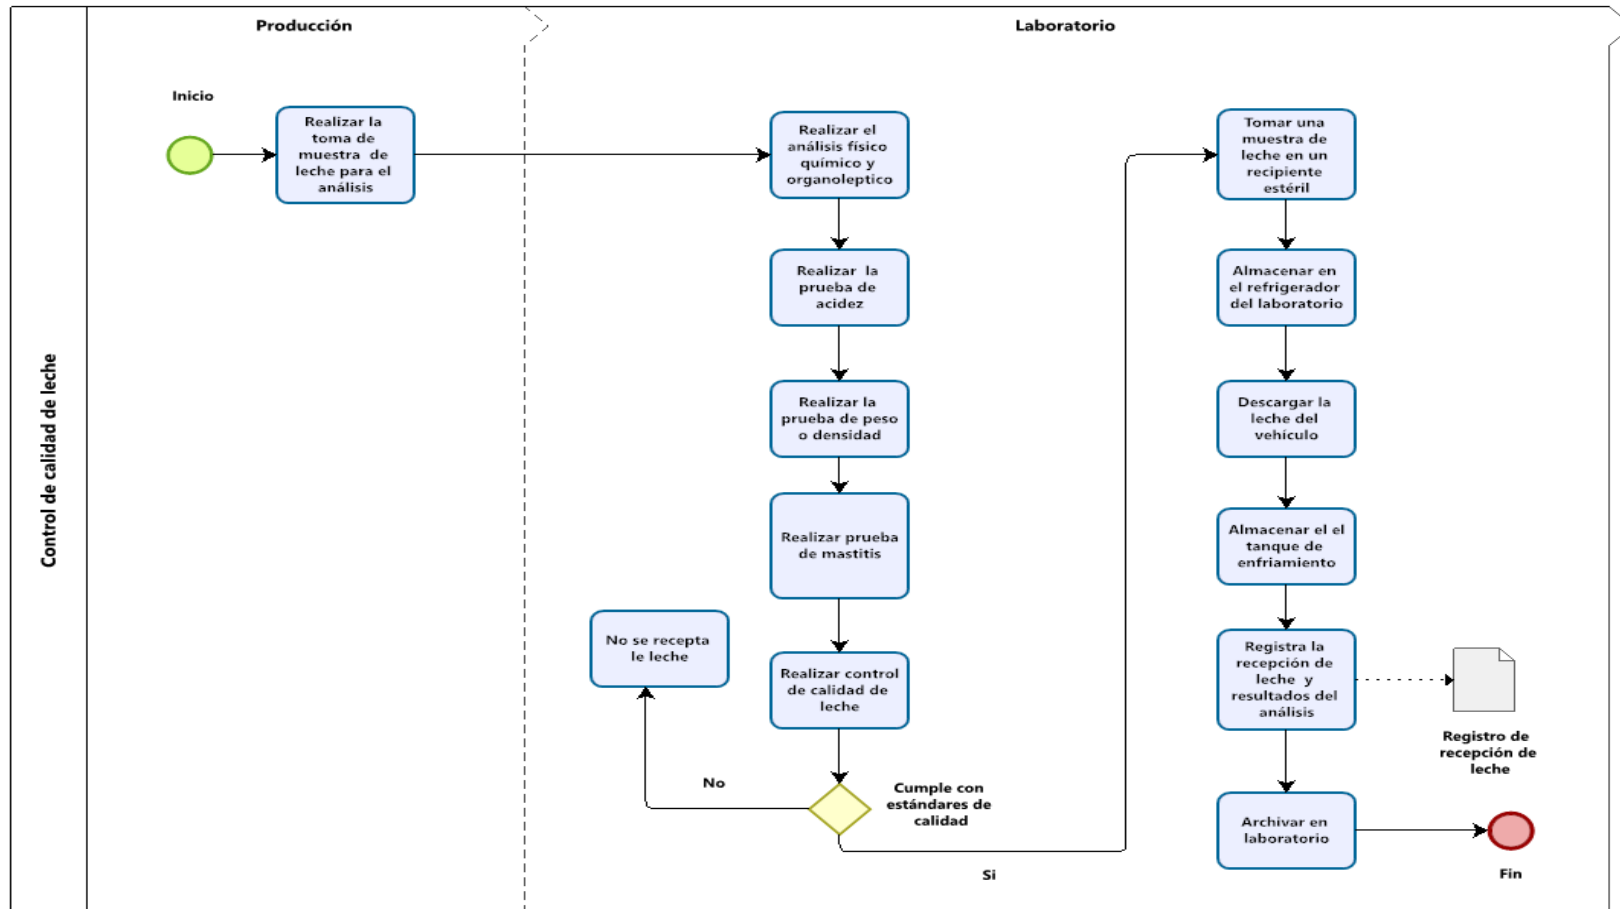 Producción
Laboratorio
Control de calidad de leche
Inicio
Realizar la
toma de
muestra de
leche para el
análisis
Realizar el
análisis físico
químico y
organoleptico
Realizar la
prueba de
acidez
Realizar la
prueba de peso
o densidad
Realizar prueba
de mastitis
Realizar control
de calidad de
leche
No se recepta
le leche
No
Cumple con
estándares de
calidad
Si
Tomar una
muestra de
leche en un
recipiente
estéril
Almacenar en
el refrigerador
del laboratorio
Descargar la
leche del
vehículo
Almacenar el el
tanque de
enfriamiento
Registra la
recepción de
leche y
resultados del
análisis
Registro de
recepción de
leche
Archivar en
laboratorio
Fin